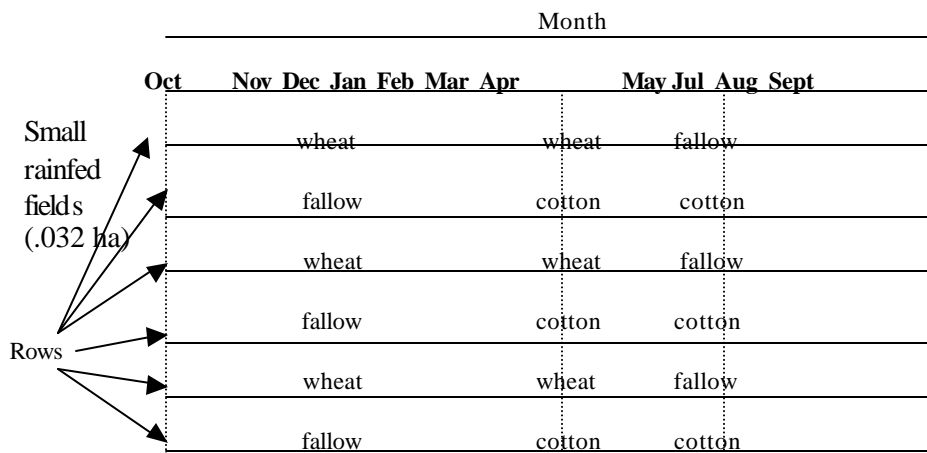 Month
Oct Nov Dec Jan Feb Mar Apr May Jul Aug Sept
Small
rainfed
fields
(.032 ha)
wheat wheat fallow
fallow cotton cotton
wheat wheat fallow
fallow cotton cotton
Rows
wheat wheat fallow
fallow cotton cotton